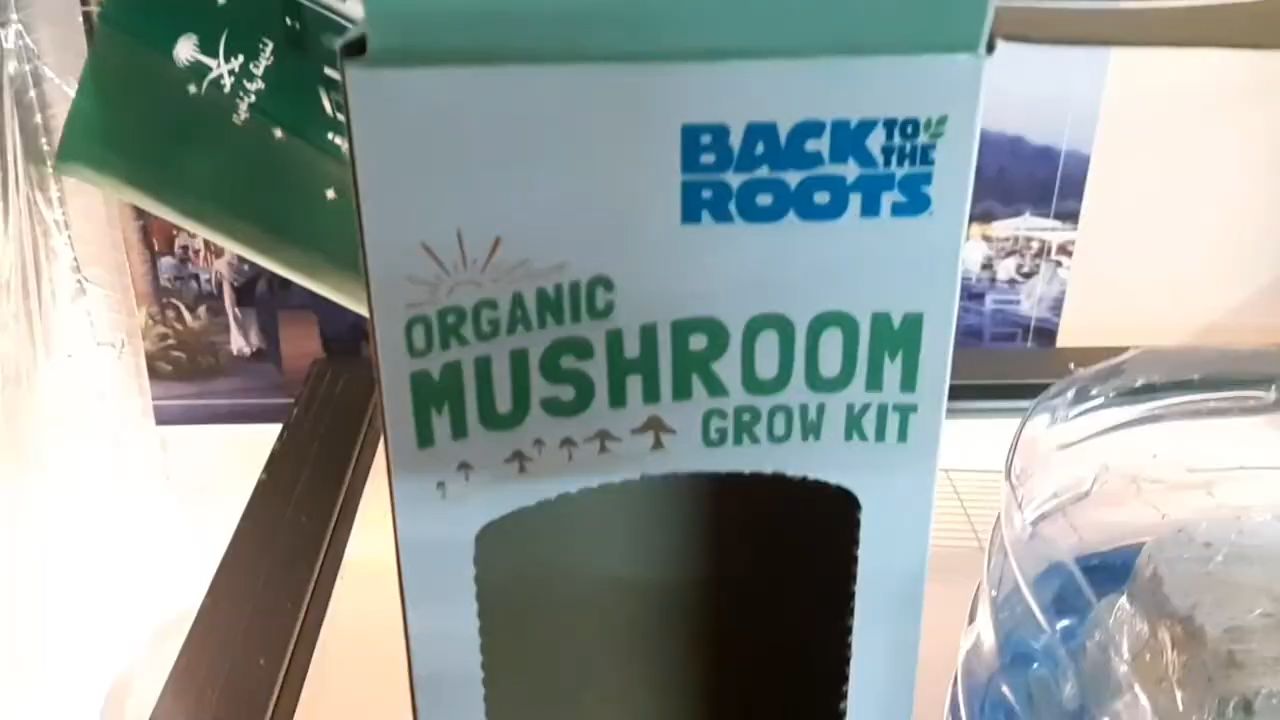 BACK TO THE
ROOTS
ORGANIC
MUSHROOM
GROW KIT